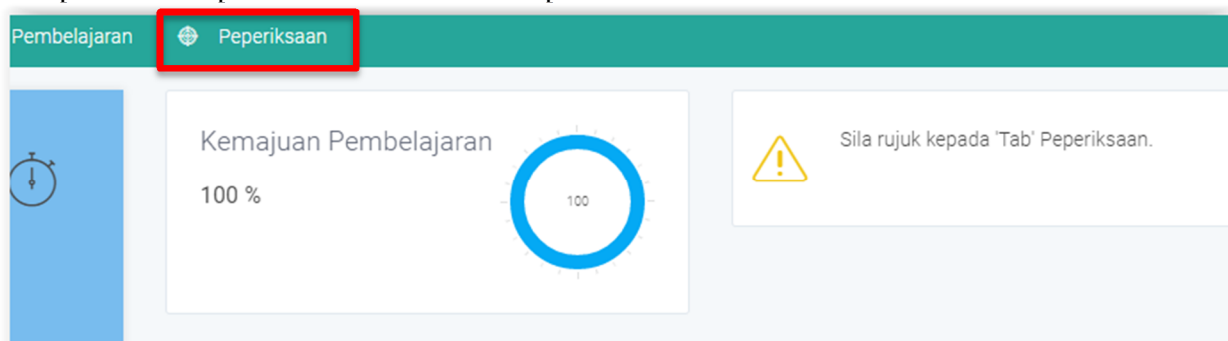 Pembelajaran Peperiksaan
Kemajuan Pembelajaran
100 %
100
Sila rujuk kepada 'Tab' Peperiksaan.